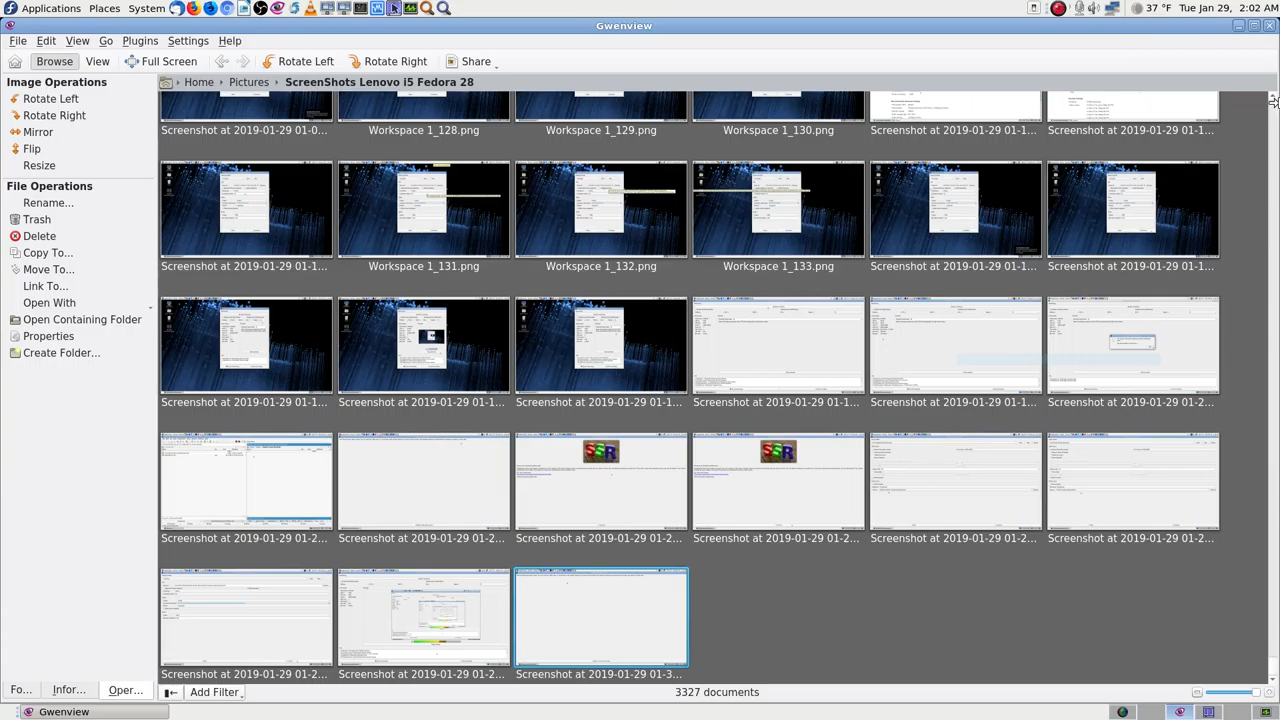 Applications Places System 37 °F Tue Jan 29, 2:02 AM
Gwenview
File Edit View Go Plugins Settings Help
Browse View Full Screen Rotate Left Rotate Right Share
Image Operations
Home Pictures ScreenShots Lenovo i5 Fedora 28
Rotate Left
Rotate Right
Mirror
Flip
Resize
File Operations
Rename...
Trash
Delete
Copy To...
Move To...
Link To...
Open With
Open Containing Folder
Properties
Create Folder...
Screenshot at 2019-01-29 01-0... Workspace 1_128.png Workspace 1_129.png Workspace 1_130.png Screenshot at 2019-01-29 01-1... Screenshot at 2019-01-29 01-1...
Screenshot at 2019-01-29 01-1... Workspace 1_131.png Workspace 1_132.png Workspace 1_133.png Screenshot at 2019-01-29 01-1... Screenshot at 2019-01-29 01-1...
Screenshot at 2019-01-29 01-1... Screenshot at 2019-01-29 01-1... Screenshot at 2019-01-29 01-1... Screenshot at 2019-01-29 01-1... Screenshot at 2019-01-29 01-1... Screenshot at 2019-01-29 01-2...
SSR SSR
Screenshot at 2019-01-29 01-2... Screenshot at 2019-01-29 01-2... Screenshot at 2019-01-29 01-2... Screenshot at 2019-01-29 01-2... Screenshot at 2019-01-29 01-2... Screenshot at 2019-01-29 01-2...
Screenshot at 2019-01-29 01-2... Screenshot at 2019-01-29 01-2... Screenshot at 2019-01-29 01-3...
Fo... Infor... Oper... Add Filter 3327 documents
Gwenview